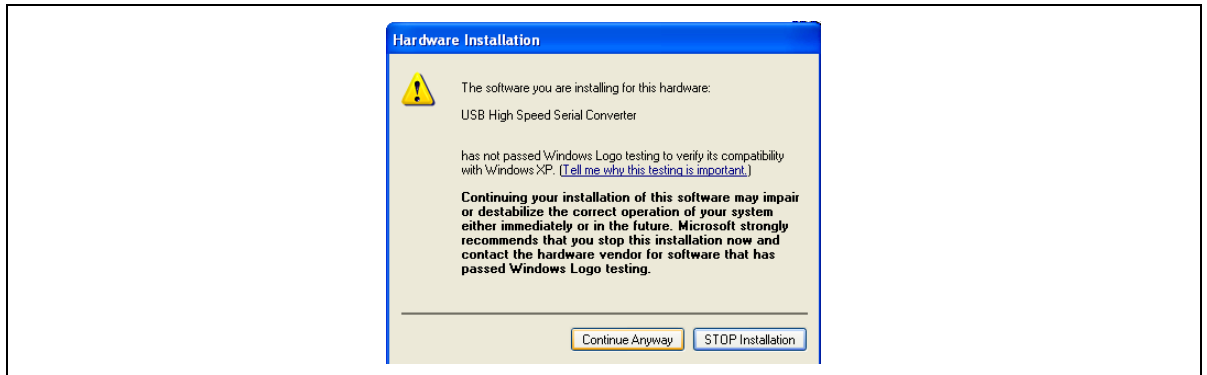 Hardware Installation
The software you are installing for this hardware:
USB High Speed Serial Converter
has not passed Windows Logo testing to verify its compatibility
with Windows XP. (Tell me why this testing is important.)
Continuing your installation of this software may impair
or destabilize the correct operation of your system
either immediately or in the future. Microsoft strongly
recommends that you stop this installation now and
contact the hardware vendor for software that has
passed Windows Logo testing.
Continue Anyway STOP Installation